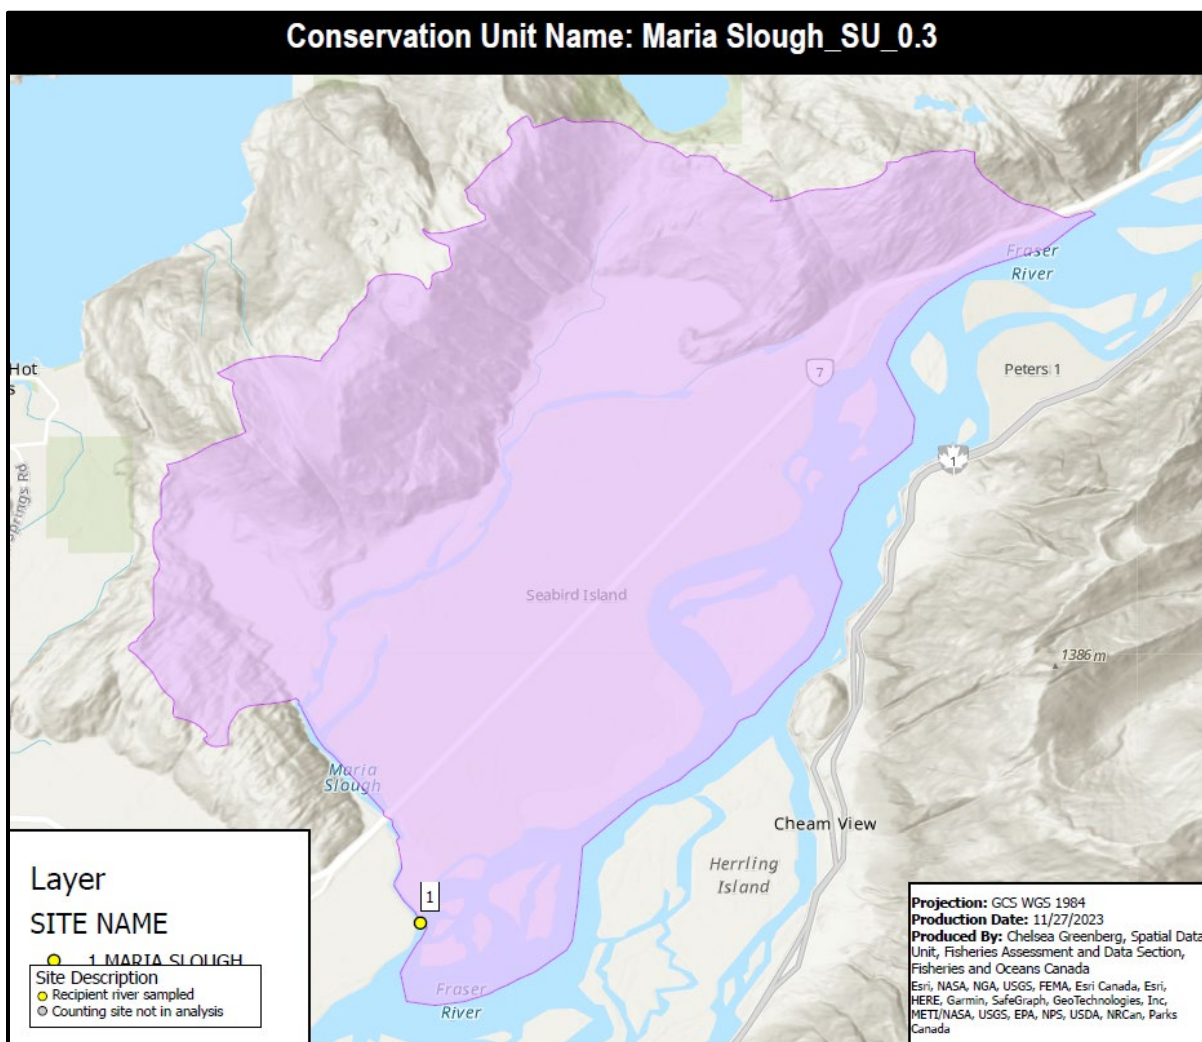 Conservation Unit Name: Maria Slough_SU_0.3
Fraser
River
Peters 1
7
1
Hot
s
Springs Rd
Seabird Island
1386 m
Maria
Slough
Cheam View
Herrling
Island
1
Fraser
River
Layer
SITE NAME
1 MARIA SLOUGH
Site Description
Recipient river sampled
Counting site not in analysis
Projection: GCS WGS 1984
Production Date: 11/27/2023
Produced By: Chelsea Greenberg, Spatial Data
Unit, Fisheries Assessment and Data Section,
Fisheries and Oceans Canada
Esri, NASA, NGA, USGS, FEMA, Esri Canada, Esri,
HERE, Garmin, SafeGraph, GeoTechnologies, Inc,
METI/NASA, USGS, EPA, NPS, USDA, NRCan, Parks
Canada